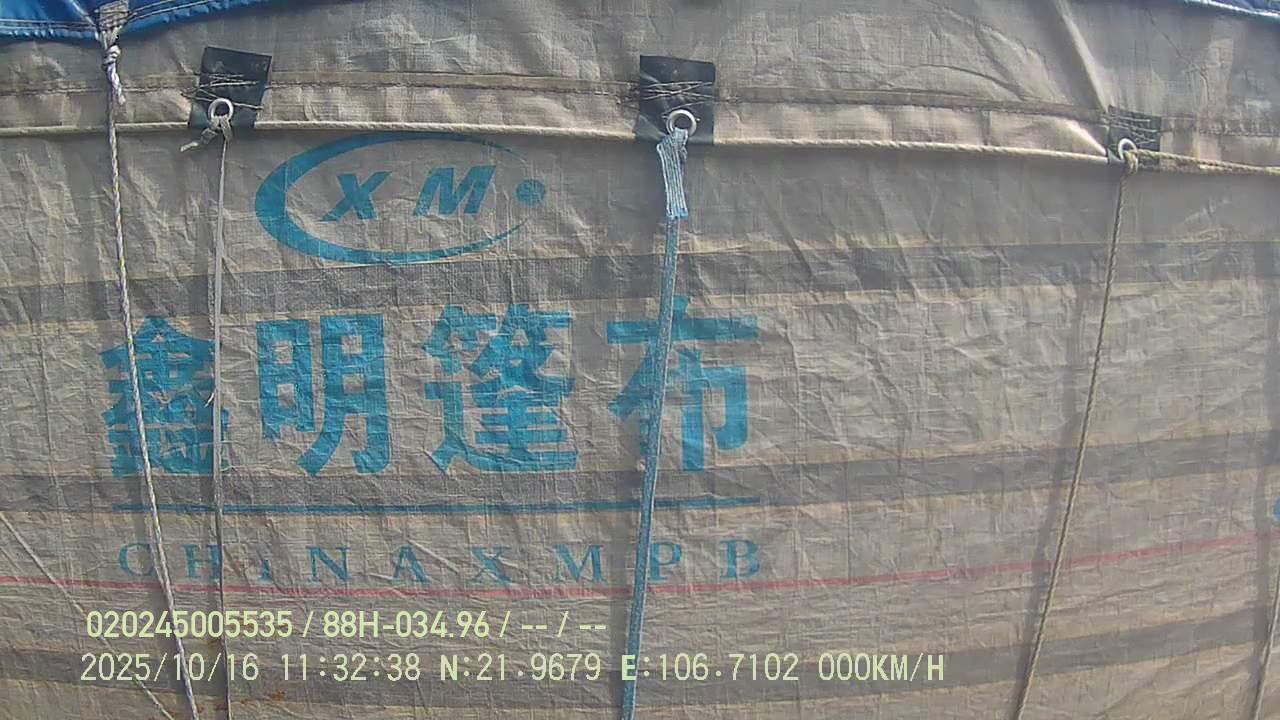 XM
鑫明篷布
CHINAXMPB
020245005535 / 88H-034.96 / -- / --
2025/10/16 11:32:38 N:21.9679 E:106.7102 000KM/H